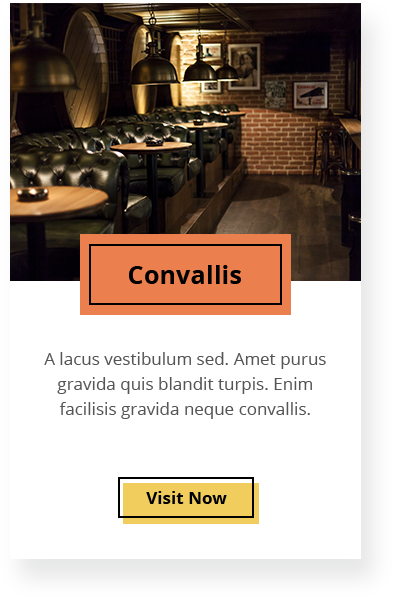 Convallis
A lacus vestibulum sed. Amet purus
gravida quis blandit turpis. Enim
facilisis gravida neque convallis.
Visit Now